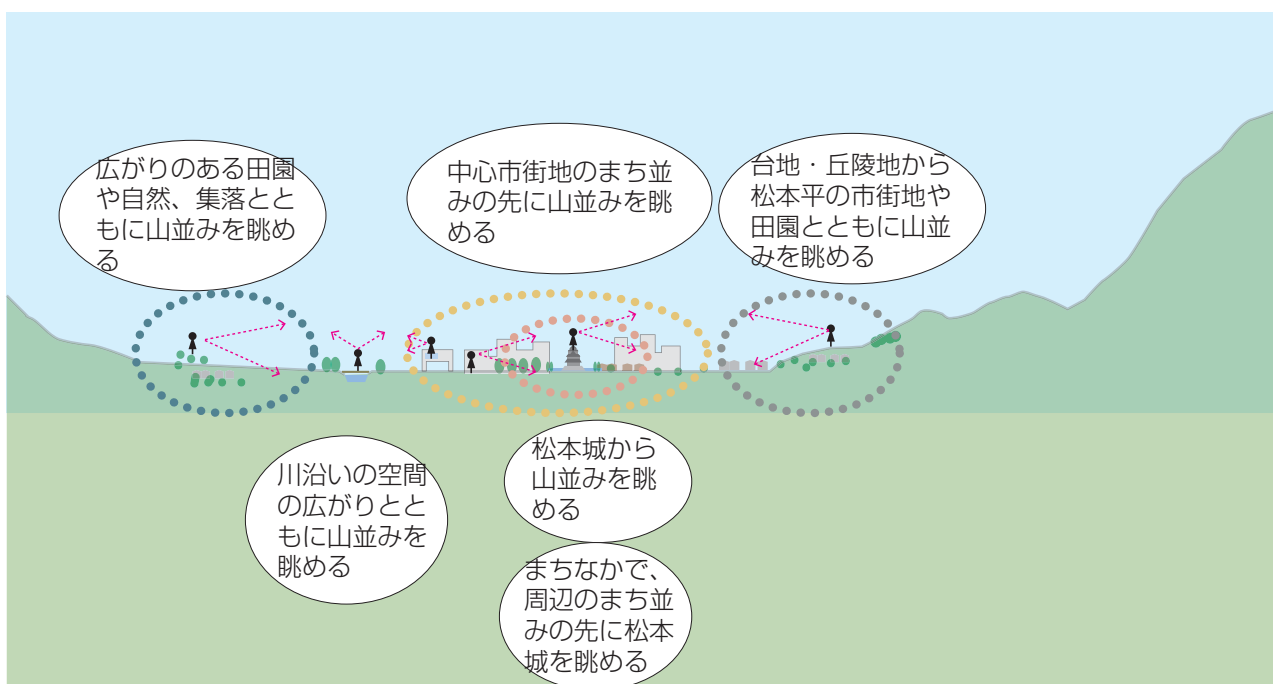 広がりのある田園
や自然、集落とと
もに山並みを眺め
る
中心市街地のまち並
みの先に山並みを眺
める
台地・丘陵地から
松本平の市街地や
田園とともに山並
みを眺める
川沿いの空間
の広がりとと
もに山並みを
眺める
松本城から
山並みを眺
める
まちなかで、
周辺のまち並
みの先に松本
城を眺める